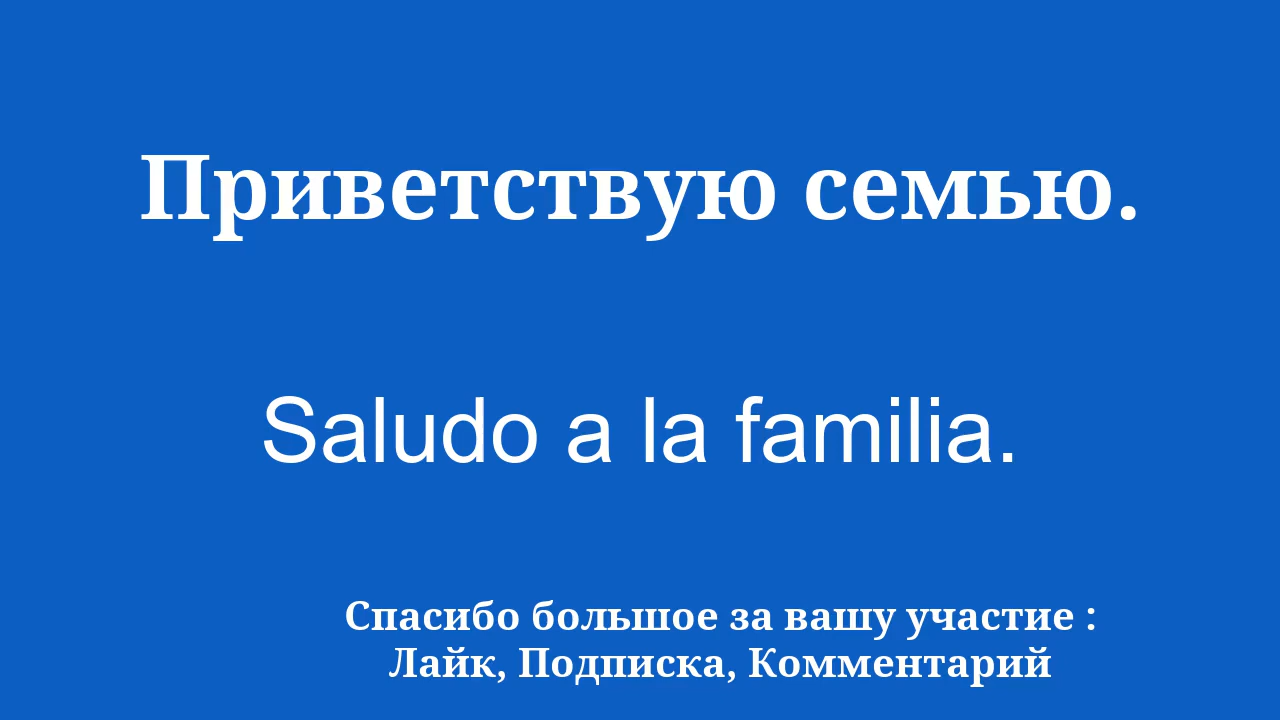 Приветствую семью.
Saludo a la familia.
Спасибо большое за вашу участие :
Лайк, Подписка, Комментарий